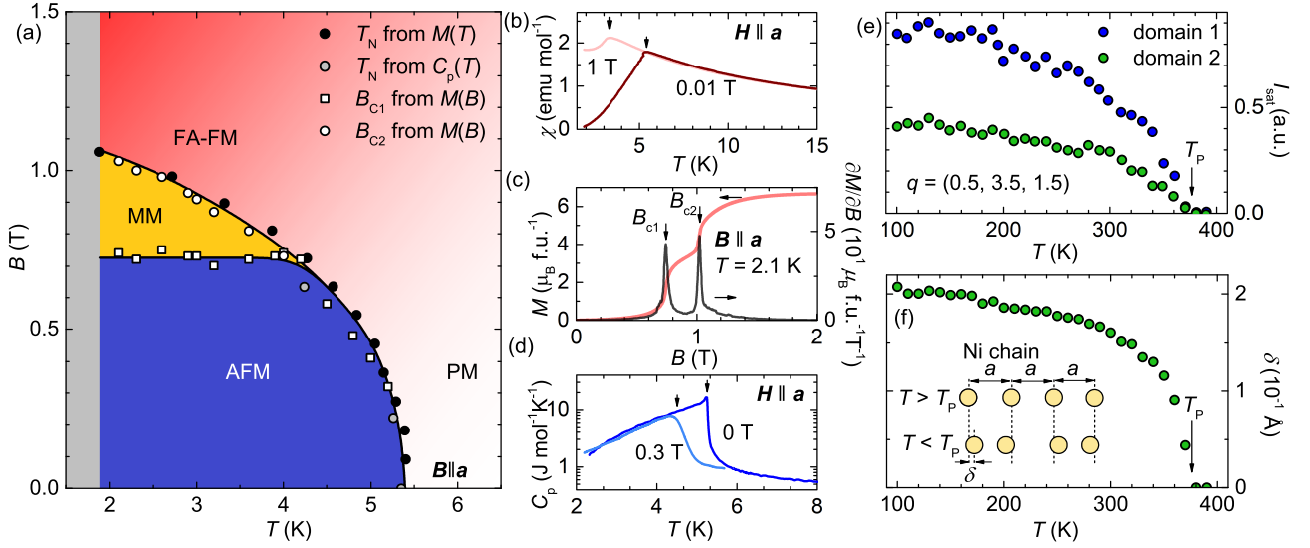 (a)
T_N from M(T)
T_N from C_p(T)
B_C1 from M(B)
B_C2 from M(B)
FA-FM
MM
AFM
PM
B∥a
B (T)
0.0
0.5
1.0
2
3
4
5
6
T (K)
(b)
H ∥ a
1 T
0.01 T
χ (emu mol⁻¹)
0
1
2
5
10
15
T (K)
(c)
B_c1
B_c2
B ∥ a
T = 2.1 K
M (μ_B f.u.⁻¹)
0
2
4
6
∂M/∂B (10¹ μ_B f.u.⁻¹T⁻¹)
0
5
0
1
2
B (T)
(d)
H ∥ a
0 T
0.3 T
C_p (J mol⁻¹K⁻¹)
1
10
2
4
6
8
T (K)
(e)
domain 1
domain 2
T_P
q = (0.5, 3.5, 1.5)
I_sat (a.u.)
0.5
0.0
100
200
300
400
T (K)
(f)
Ni chain
a
a
a
T > T_P
T < T_P
δ
T_P
δ (10⁻¹ Å)
0
1
2
100
200
300
400
T (K)